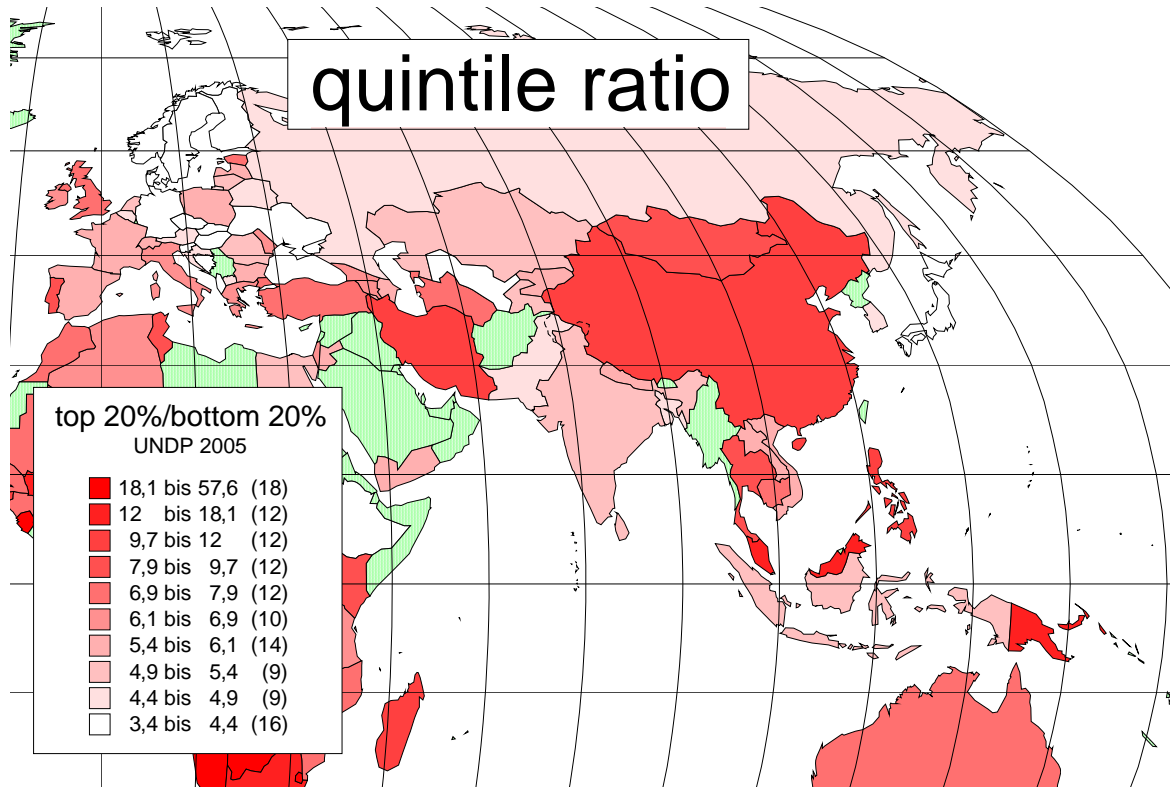 quintile ratio
top 20%/bottom 20%
UNDP 2005
18,1 bis 57,6 (18)
12 bis 18,1 (12)
9,7 bis 12 (12)
7,9 bis 9,7 (12)
6,9 bis 7,9 (12)
6,1 bis 6,9 (10)
5,4 bis 6,1 (14)
4,9 bis 5,4 (9)
4,4 bis 4,9 (9)
3,4 bis 4,4 (16)